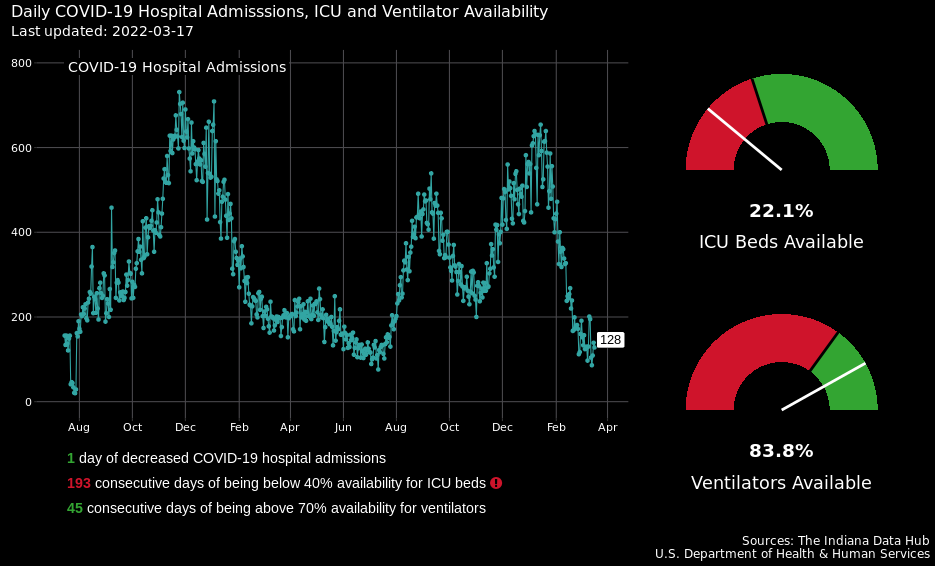 Daily COVID-19 Hospital Admisssions, ICU and Ventilator Availability
Last updated: 2022-03-17
COVID-19 Hospital Admissions
800
600
400
200
0
128
Aug Oct Dec Feb Apr Jun Aug Oct Dec Feb Apr
22.1%
ICU Beds Available
83.8%
Ventilators Available
1 day of decreased COVID-19 hospital admissions
193 consecutive days of being below 40% availability for ICU beds !
45 consecutive days of being above 70% availability for ventilators
Sources: The Indiana Data Hub
U.S. Department of Health & Human Services